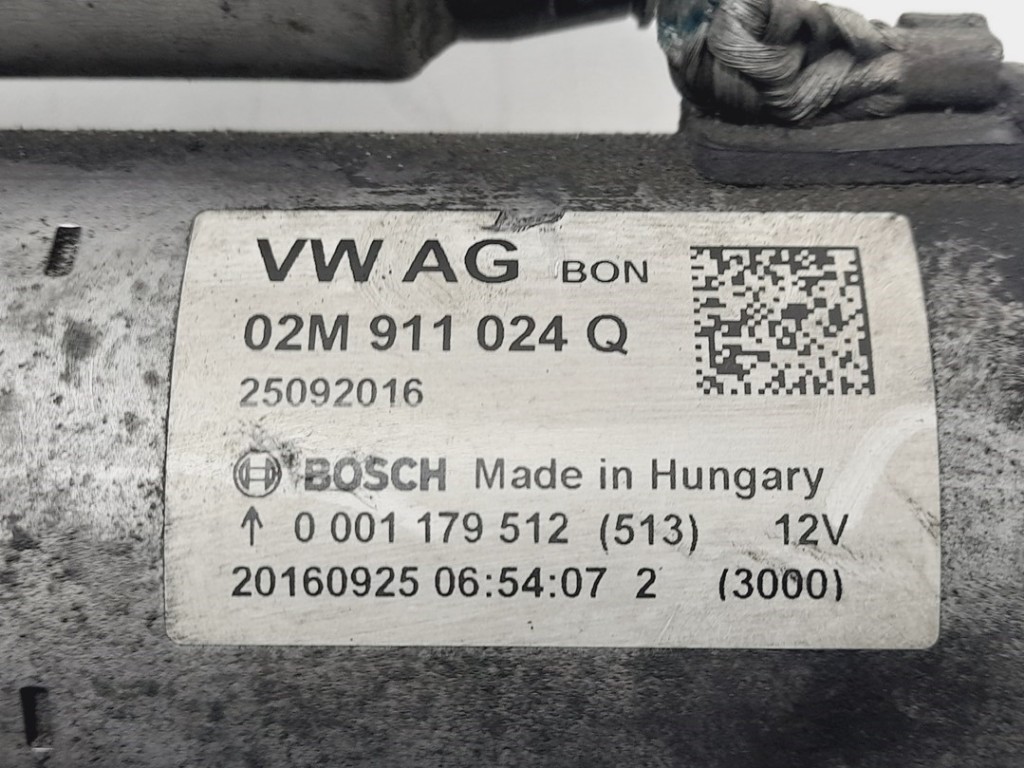 VW AG BON
02M 911 024 Q
25092016
BOSCH Made in Hungary
↑ 0 001 179 512 (513) 12V
20160925 06:54:07 2 (3000)